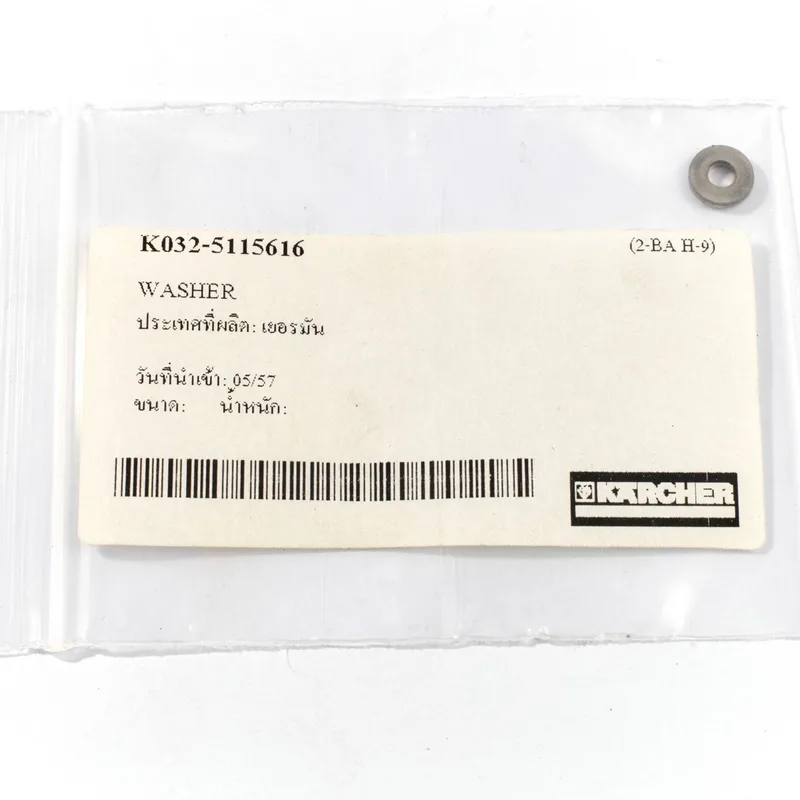 K032-5115616 (2-BA H-9)
WASHER
ประเทศที่ผลิต: เยอรมัน
วันที่นำเข้า: 05/57
ขนาด: น้ำหนัก:
KÄRCHER